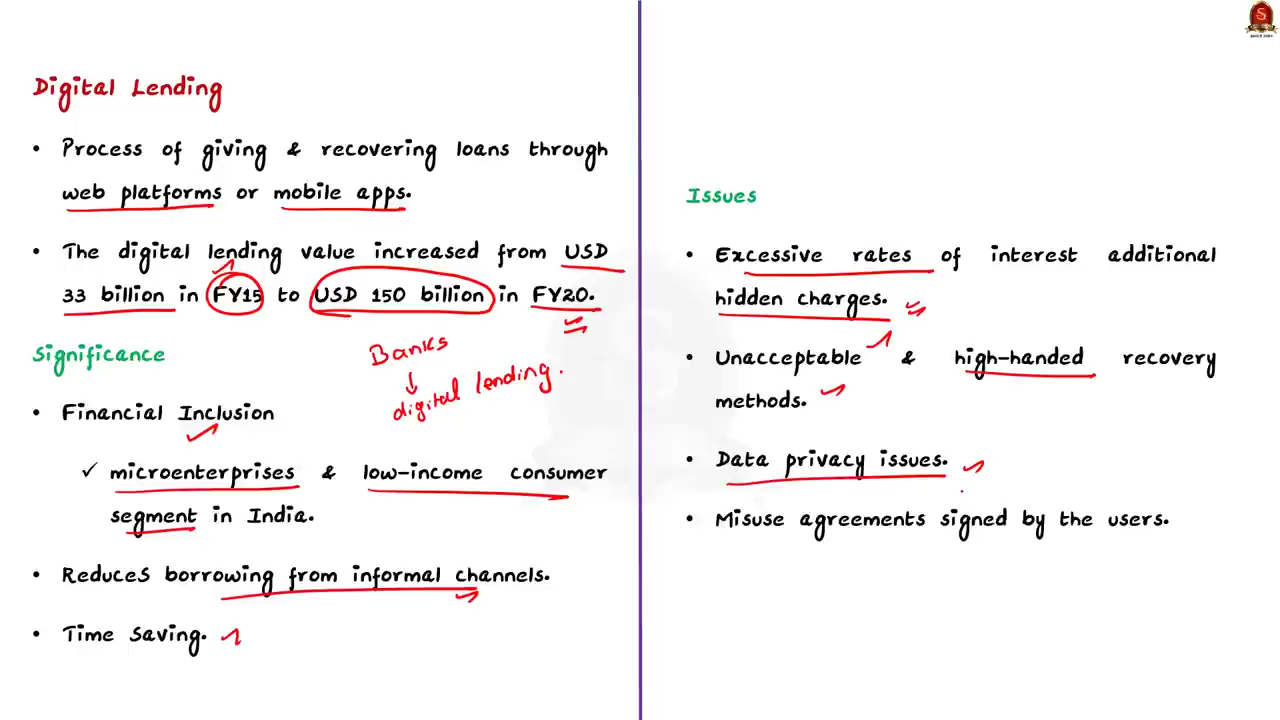 Digital Lending
• Process of giving & recovering loans through
web platforms or mobile apps.
• The digital lending value increased from USD
33 billion in FY15 to USD 150 billion in FY20.
Significance
Banks
digital lending.
• Financial Inclusion
✓ microenterprises & low-income consumer
segment in India.
• Reduces borrowing from informal channels.
• Time Saving.
Issues
• Excessive rates of interest additional
hidden charges.
• Unacceptable & high-handed recovery
methods.
• Data privacy issues.
• Misuse agreements signed by the users.
S